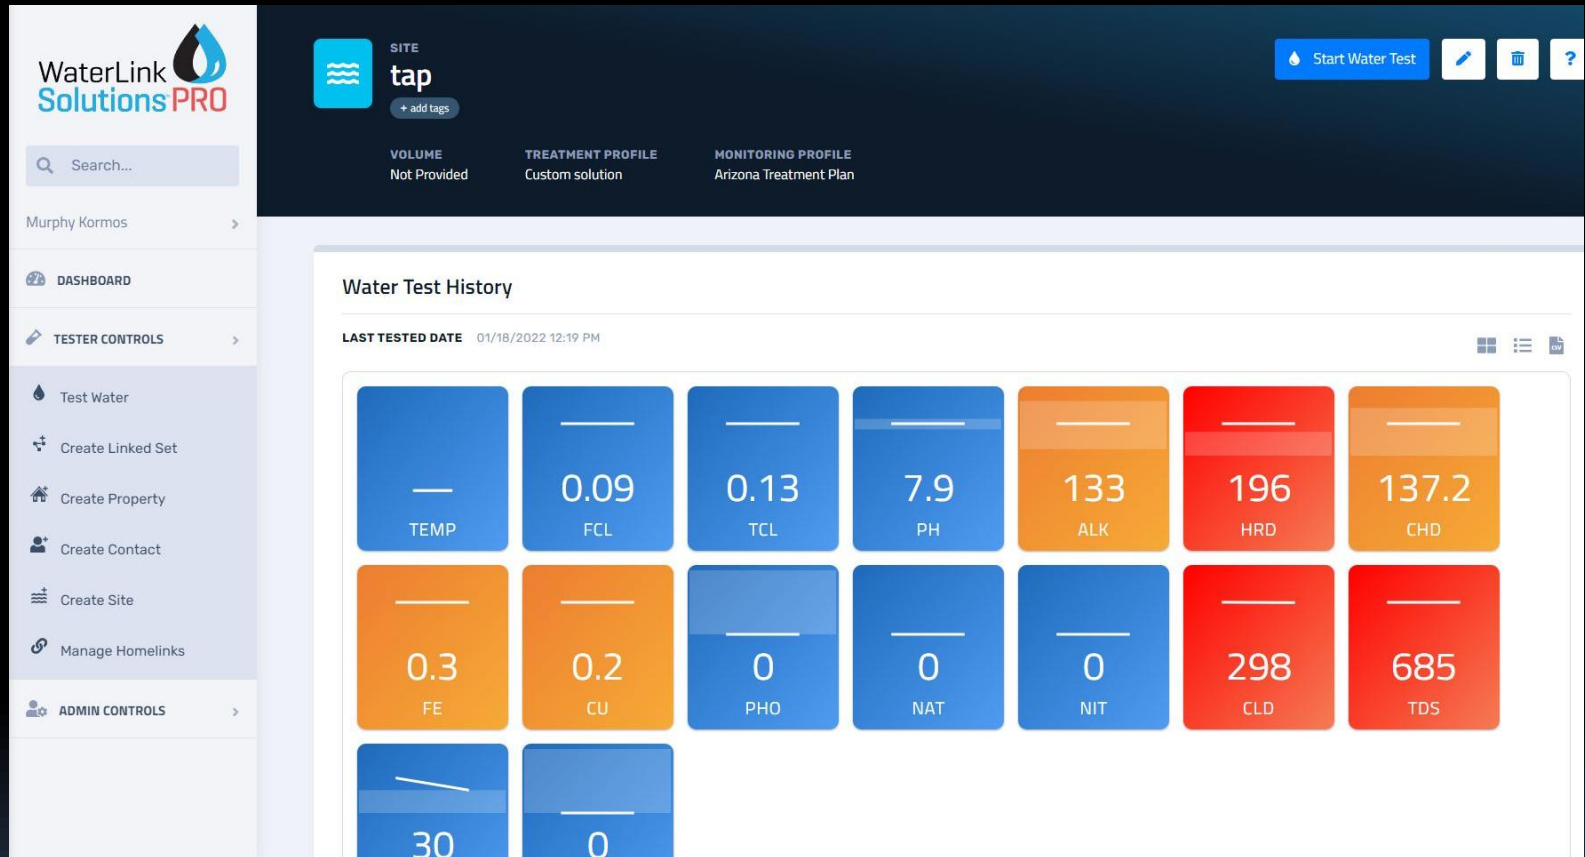 WaterLink
Solutions PRO
Search...
Murphy Kormos
DASHBOARD
TESTER CONTROLS
Test Water
Create Linked Set
Create Property
Create Contact
Create Site
Manage Homelinks
ADMIN CONTROLS
SITE
tap
+ add tags
Start Water Test
?
VOLUME
Not Provided
TREATMENT PROFILE
Custom solution
MONITORING PROFILE
Arizona Treatment Plan
Water Test History
LAST TESTED DATE 01/18/2022 12:19 PM
CSV
—
TEMP
0.09
FCL
0.13
TCL
7.9
PH
133
ALK
196
HRD
137.2
CHD
0.3
FE
0.2
CU
0
PHO
0
NAT
0
NIT
298
CLD
685
TDS
30
0